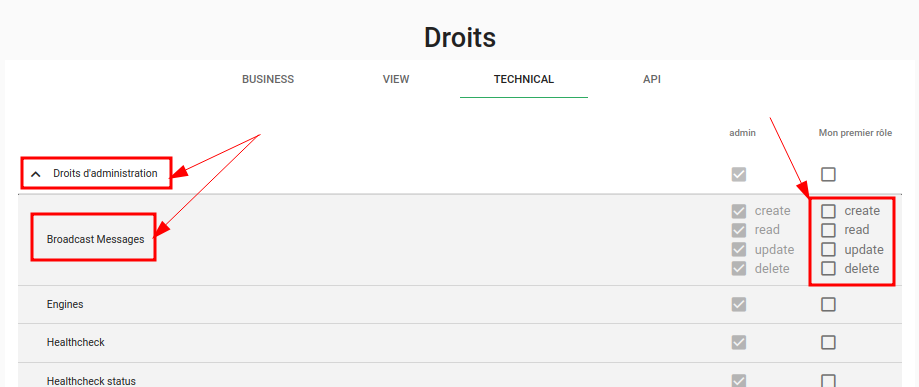 Droits
BUSINESS VIEW TECHNICAL API
admin Mon premier rôle
Droits d'administration
create create
read read
Broadcast Messages
update update
delete delete
Engines
Healthcheck
Healthcheck status